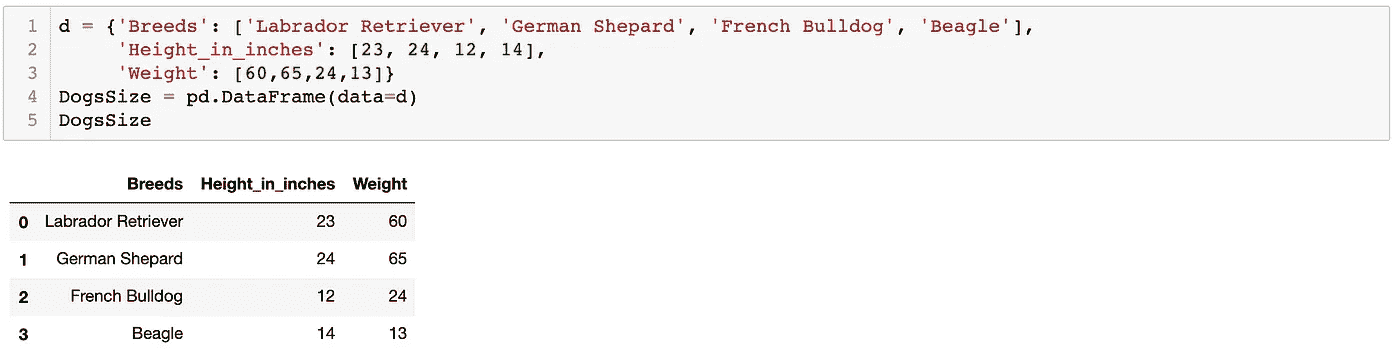 1 d = {'Breeds': ['Labrador Retriever', 'German Shepard', 'French Bulldog', 'Beagle'],
2 'Height_in_inches': [23, 24, 12, 14],
3 'Weight': [60,65,24,13]}
4 DogsSize = pd.DataFrame(data=d)
5 DogsSize
Breeds Height_in_inches Weight
0 Labrador Retriever 23 60
1 German Shepard 24 65
2 French Bulldog 12 24
3 Beagle 14 13